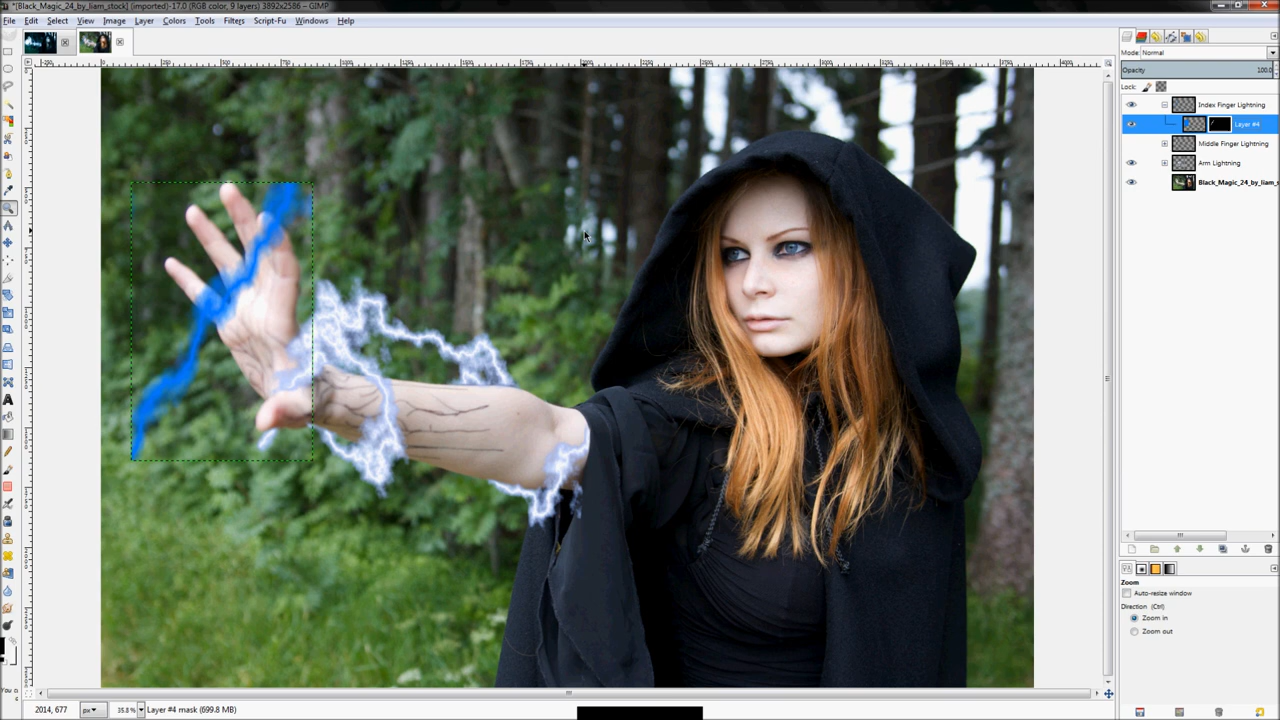 *[Black_Magic_24_by_liam_stock] (imported)-17.0 (RGB color, 9 layers) 3892x2586 – GIMP
File Edit Select View Image Layer Colors Tools Filters Script-Fu Windows Help
Mode: Normal
Opacity 100.0
Lock:
Index Finger Lightning
Layer #4
Middle Finger Lightning
Arm Lightning
Black_Magic_24_by_liam_s
Zoom
Auto-resize window
Direction (Ctrl)
Zoom in
Zoom out
You o
2014, 677 px 35.8 % Layer #4 mask (699.8 MB)